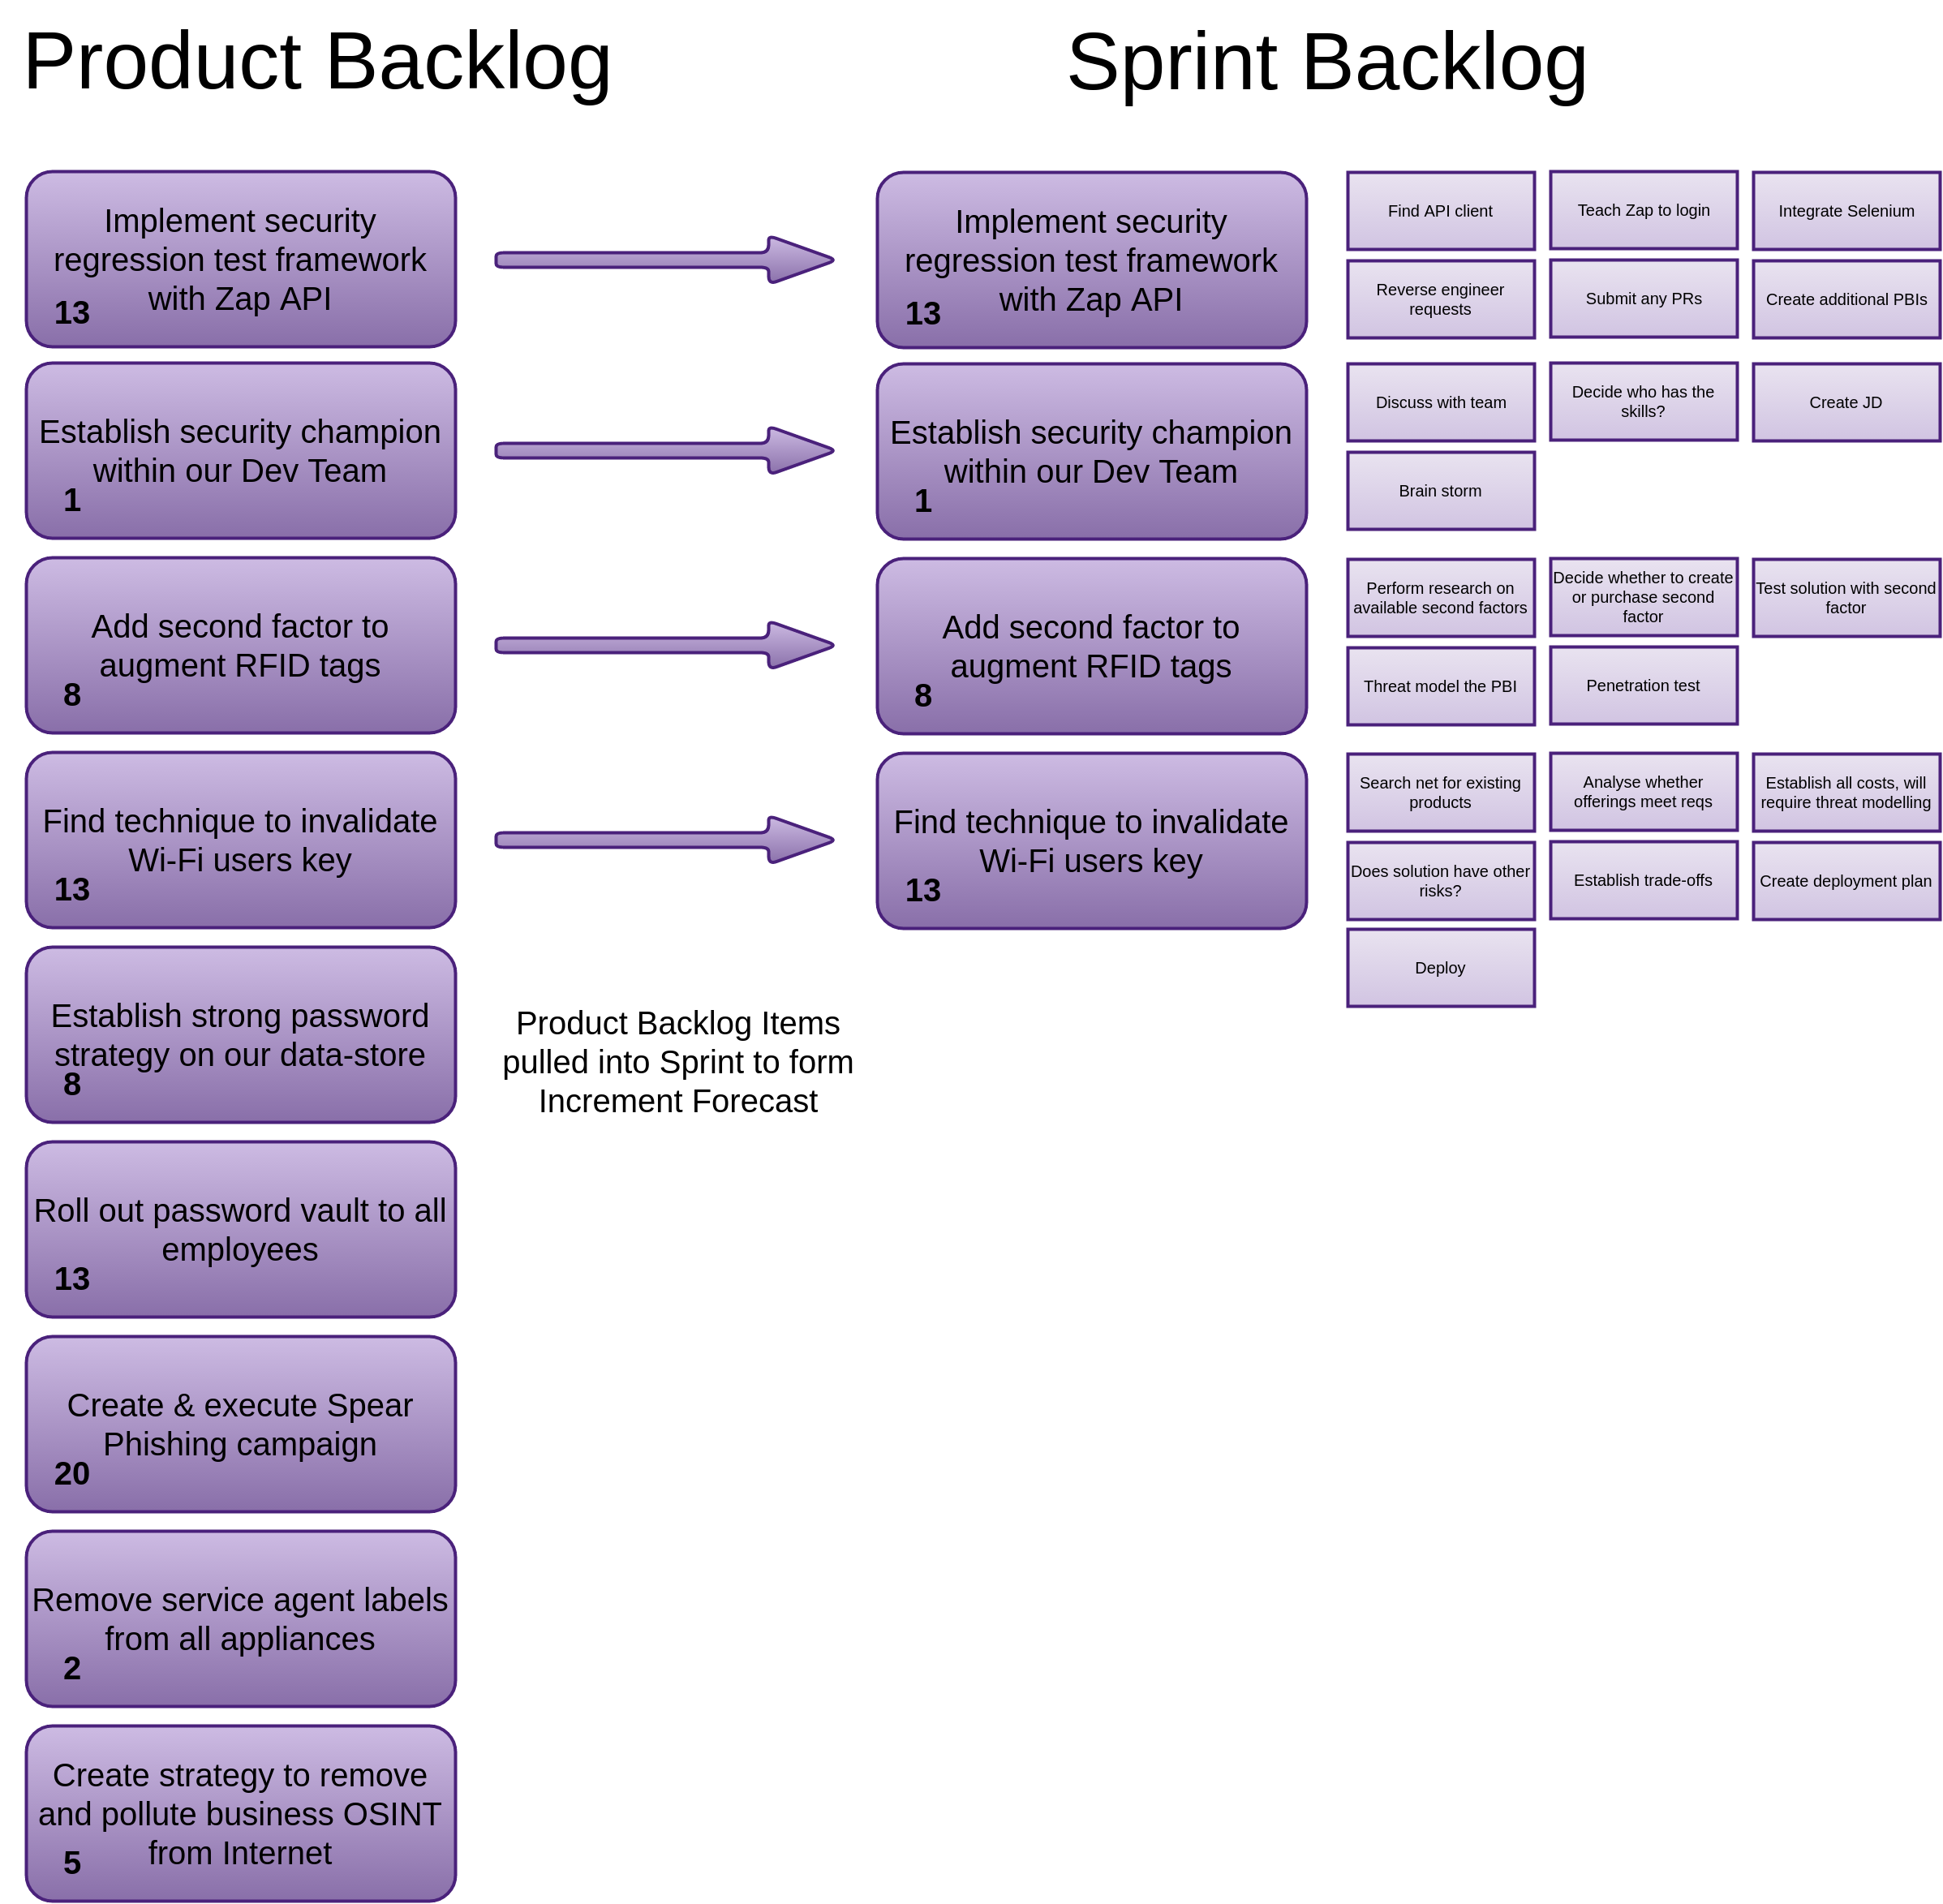 Product Backlog
Sprint Backlog
Implement security
regression test framework
with Zap API
13
Implement security
regression test framework
with Zap API
13
Find API client
Teach Zap to login
Integrate Selenium
Reverse engineer
requests
Submit any PRs
Create additional PBIs
Establish security champion
within our Dev Team
1
Establish security champion
within our Dev Team
1
Discuss with team
Decide who has the
skills?
Create JD
Brain storm
Add second factor to
augment RFID tags
8
Add second factor to
augment RFID tags
8
Perform research on
available second factors
Decide whether to create
or purchase second
factor
Test solution with second
factor
Threat model the PBI
Penetration test
Find technique to invalidate
Wi-Fi users key
13
Find technique to invalidate
Wi-Fi users key
13
Search net for existing
products
Analyse whether
offerings meet reqs
Establish all costs, will
require threat modelling
Does solution have other
risks?
Establish trade-offs
Create deployment plan
Deploy
Establish strong password
strategy on our data-store
8
Product Backlog Items
pulled into Sprint to form
Increment Forecast
Roll out password vault to all
employees
13
Create & execute Spear
Phishing campaign
20
Remove service agent labels
from all appliances
2
Create strategy to remove
and pollute business OSINT
from Internet
5